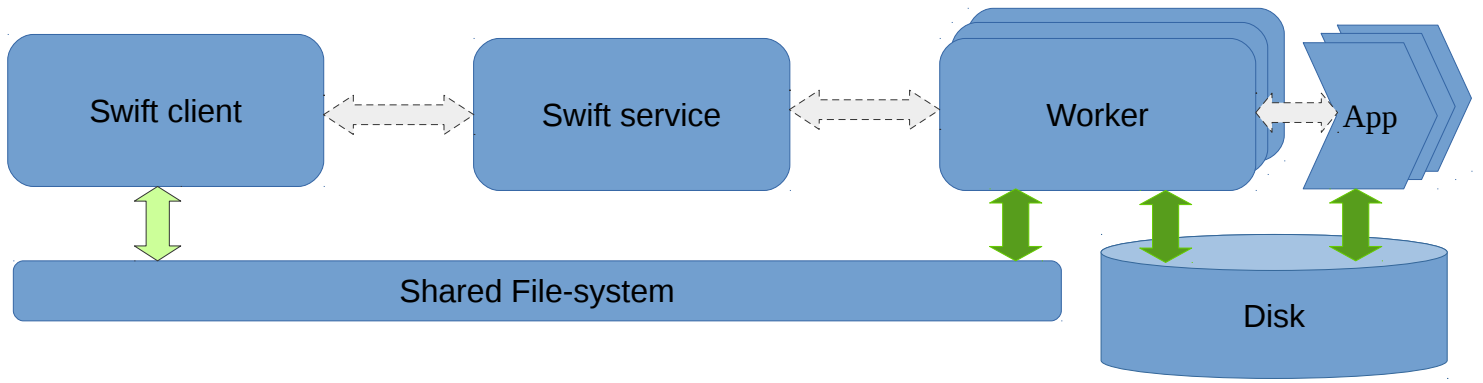 Swift client
Swift service
Worker
App
Shared File-system
Disk